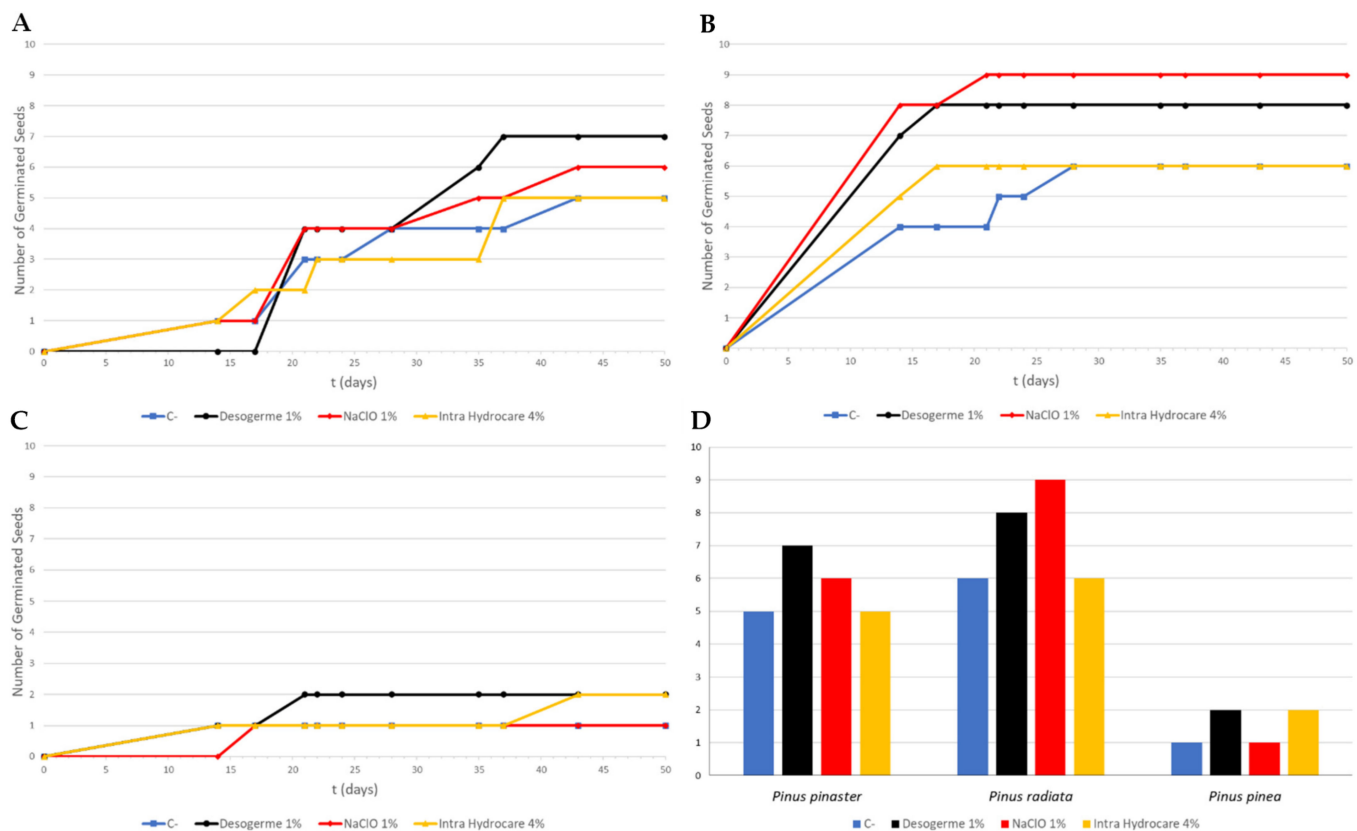 A
10
9
8
7
6
5
4
3
2
1
0
Number of Germinated Seeds
0 5 10 15 20 25 30 35 40 45 50
t (days)
C- Desogerme 1% NaClO 1% Intra Hydrocare 4%
B
10
9
8
7
6
5
4
3
2
1
Number of Germinated Seeds
0 5 10 15 20 25 30 35 40 45 50
t (days)
C- Desogerme 1% NaClO 1% Intra Hydrocare 4%
C
10
9
8
7
6
5
4
3
2
1
0
Number of Germinated Seeds
0 5 10 15 20 25 30 35 40 45 50
t (days)
C- Desogerme 1% NaClO 1% Intra Hydrocare 4%
D
10
9
8
7
6
5
4
3
2
1
0
Pinus pinaster Pinus radiata Pinus pinea
C- Desogerme 1% NaClO 1% Intra Hydrocare 4%